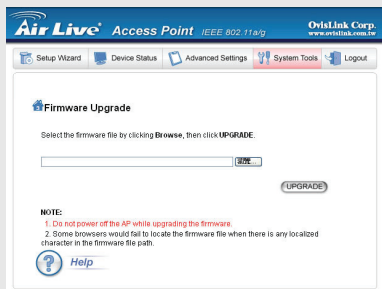 Air Live Access Point IEEE 802.11a/g
OvisLink Corp.
www.ovislink.com.tw
Setup Wizard Device Status Advanced Settings System Tools Logout
Firmware Upgrade
Select the firmware file by clicking Browse, then click UPGRADE.
UPGRADE
NOTE:
1. Do not power off the AP while upgrading the firmware.
2. Some browsers would fail to locate the firmware file when there is any localized
character in the firmware file path.
Help